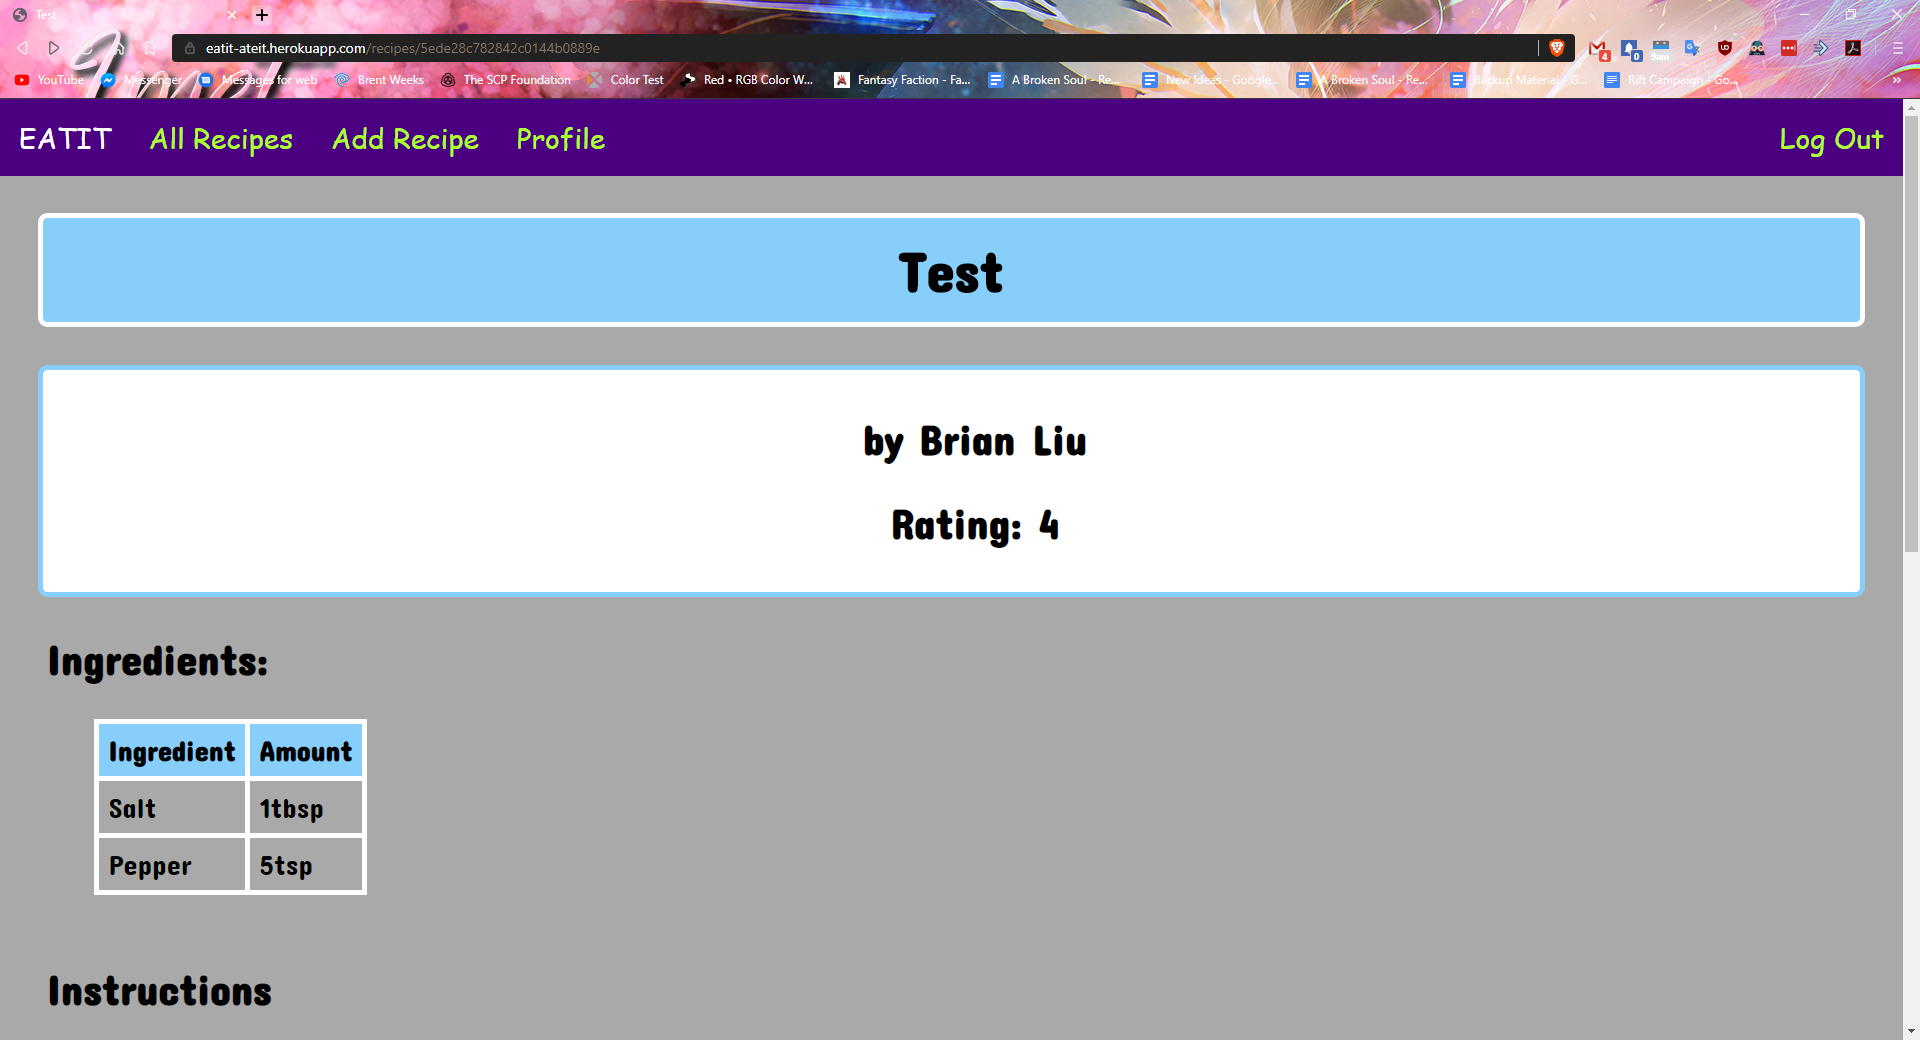 Test
eatit-ateit.herokuapp.com/recipes/5ede28c782842c0144b0889e
4
0
9am
YouTube Messenger Messages for web Brent Weeks The SCP Foundation Color Test Red • RGB Color W... Fantasy Faction - Fa... A Broken Soul - Re... New Ideas - Google... A Broken Soul - Re... Backup Material - G... Rift Campaign - Go...
EATIT All Recipes Add Recipe Profile Log Out
Test
by Brian Liu
Rating: 4
Ingredients:
Ingredient Amount
Salt 1tbsp
Pepper 5tsp
Instructions